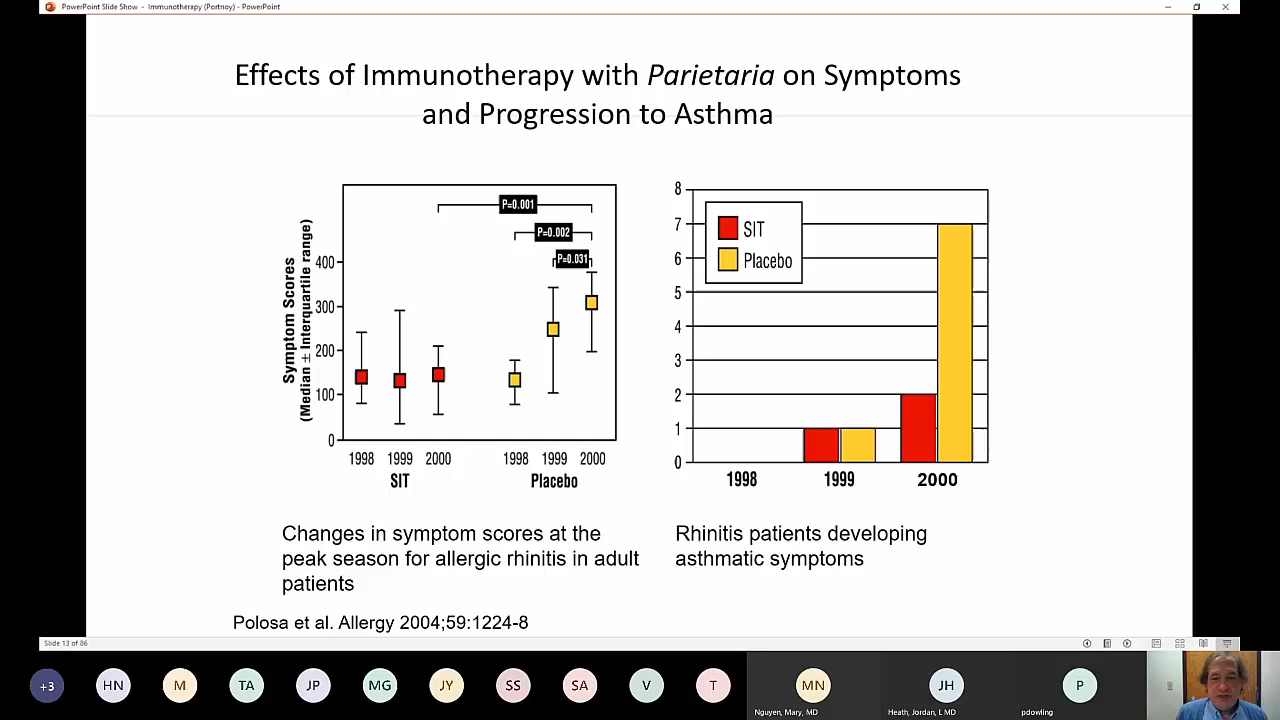 PowerPoint Slide Show - Immunotherapy (Portnoy) - PowerPoint
Effects of Immunotherapy with Parietaria on Symptoms
and Progression to Asthma
Symptom Scores
(Median ± Interquartile range)
400
300
200
100
0
P=0.001
P=0.002
P=0.031
1998 1999 2000 1998 1999 2000
SIT Placebo
8
7
6
5
4
3
2
1
0
SIT
Placebo
1998 1999 2000
Changes in symptom scores at the
peak season for allergic rhinitis in adult
patients
Rhinitis patients developing
asthmatic symptoms
Polosa et al. Allergy 2004;59:1224-8
Slide 13 of 86
+3 HN M TA JP MG JY SS SA V T MN JH P
Nguyen, Mary, MD Heath, Jordan, L MD pdowling